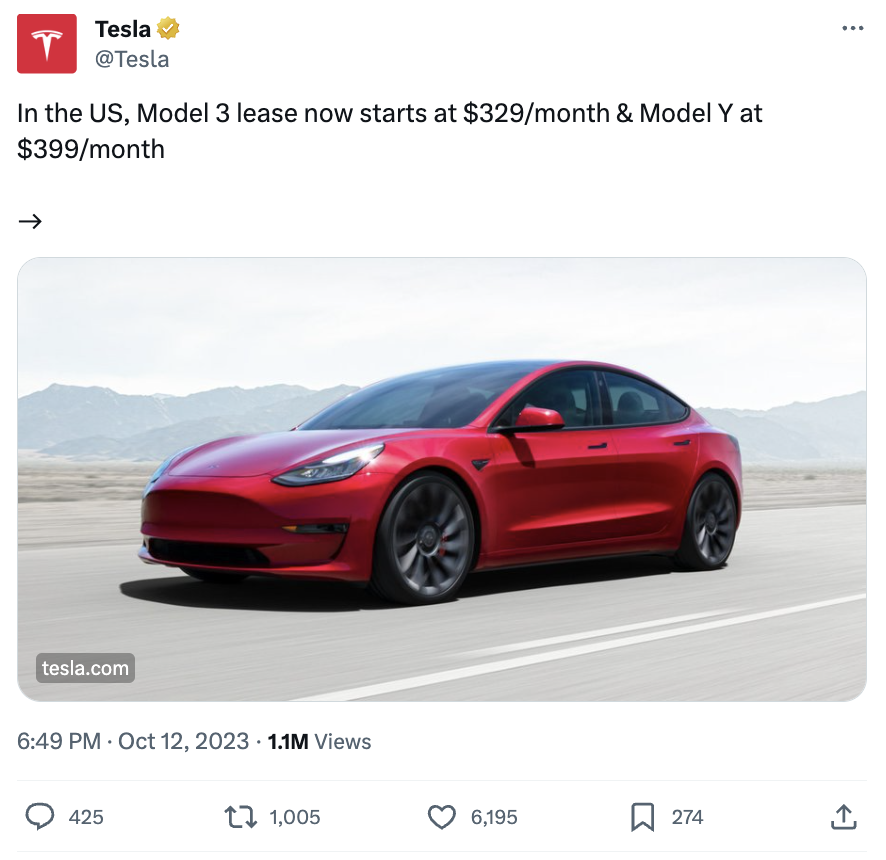 Tesla
@Tesla
In the US, Model 3 lease now starts at $329/month & Model Y at
$399/month
→
tesla.com
6:49 PM · Oct 12, 2023 · 1.1M Views
425 1,005 6,195 274